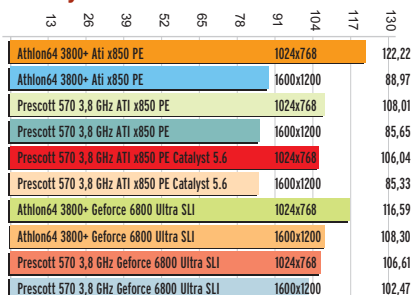 13 26 39 52 65 78 91 104 117 130
Athlon64 3800+ Ati x850 PE 1024x768 122,22
Athlon64 3800+ Ati x850 PE 1600x1200 88,97
Prescott 570 3,8 GHz ATI x850 PE 1024x768 108,01
Prescott 570 3,8 GHz ATI x850 PE 1600x1200 85,65
Prescott 570 3,8 GHz ATI x850 PE Catalyst 5.6 1024x768 106,04
Prescott 570 3,8 GHz ATI x850 PE Catalyst 5.6 1600x1200 85,33
Athlon64 3800+ Geforce 6800 Ultra SLI 1024x768 116,59
Athlon64 3800+ Geforce 6800 Ultra SLI 1600x1200 108,30
Prescott 570 3,8 GHz Geforce 6800 Ultra SLI 1024x768 106,61
Prescott 570 3,8 GHz Geforce 6800 Ultra SLI 1600x1200 102,47